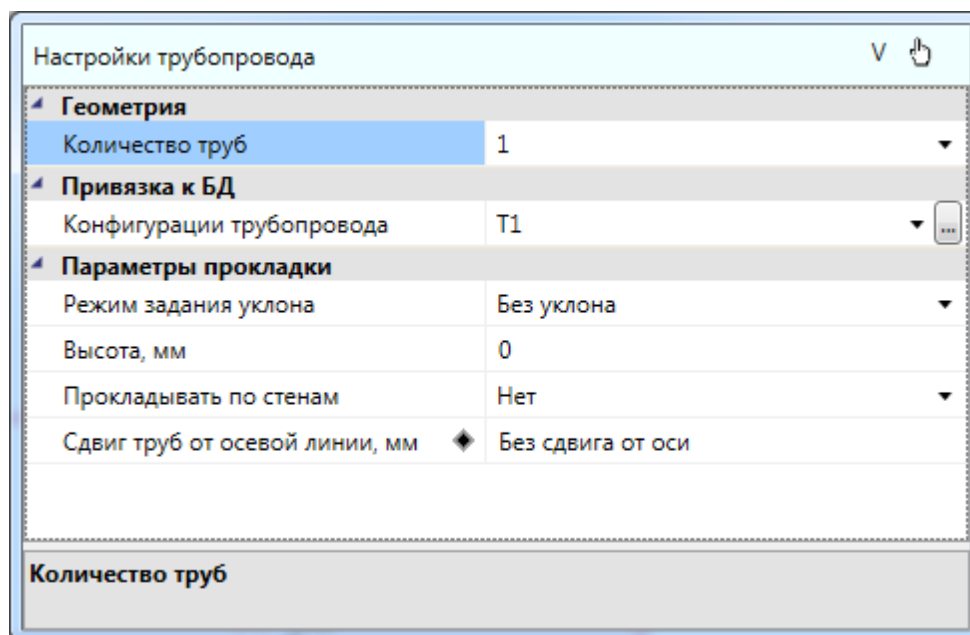 Настройки трубопровода V
Геометрия
Количество труб 1
Привязка к БД
Конфигурации трубопровода Т1 ...
Параметры прокладки
Режим задания уклона Без уклона
Высота, мм 0
Прокладывать по стенам Нет
Сдвиг труб от осевой линии, мм Без сдвига от оси
Количество труб